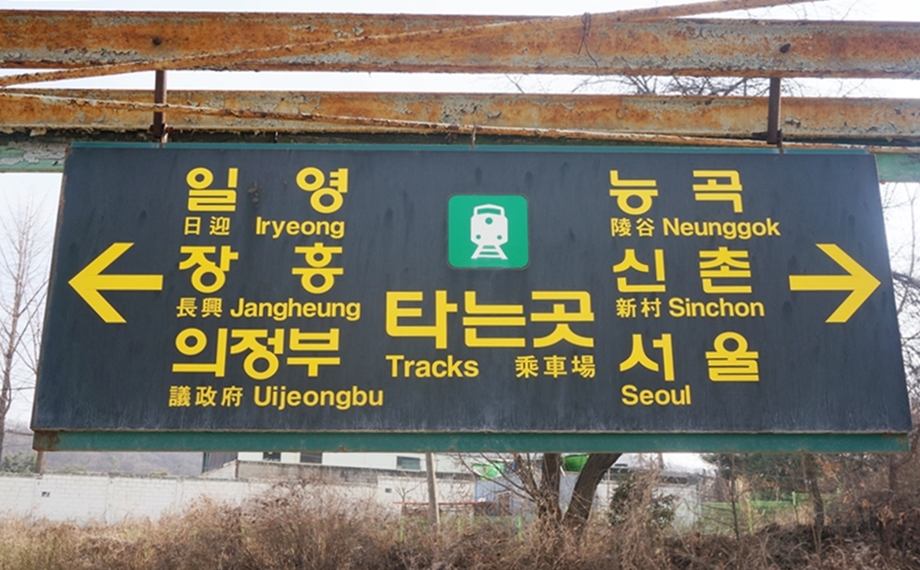 일 영
日迎 Iryeong
장 흥
長興 Jangheung
의정부
議政府 Uijeongbu
타는곳
Tracks 乘車場
능 곡
陵谷 Neunggok
신 촌
新村 Sinchon
서 울
Seoul